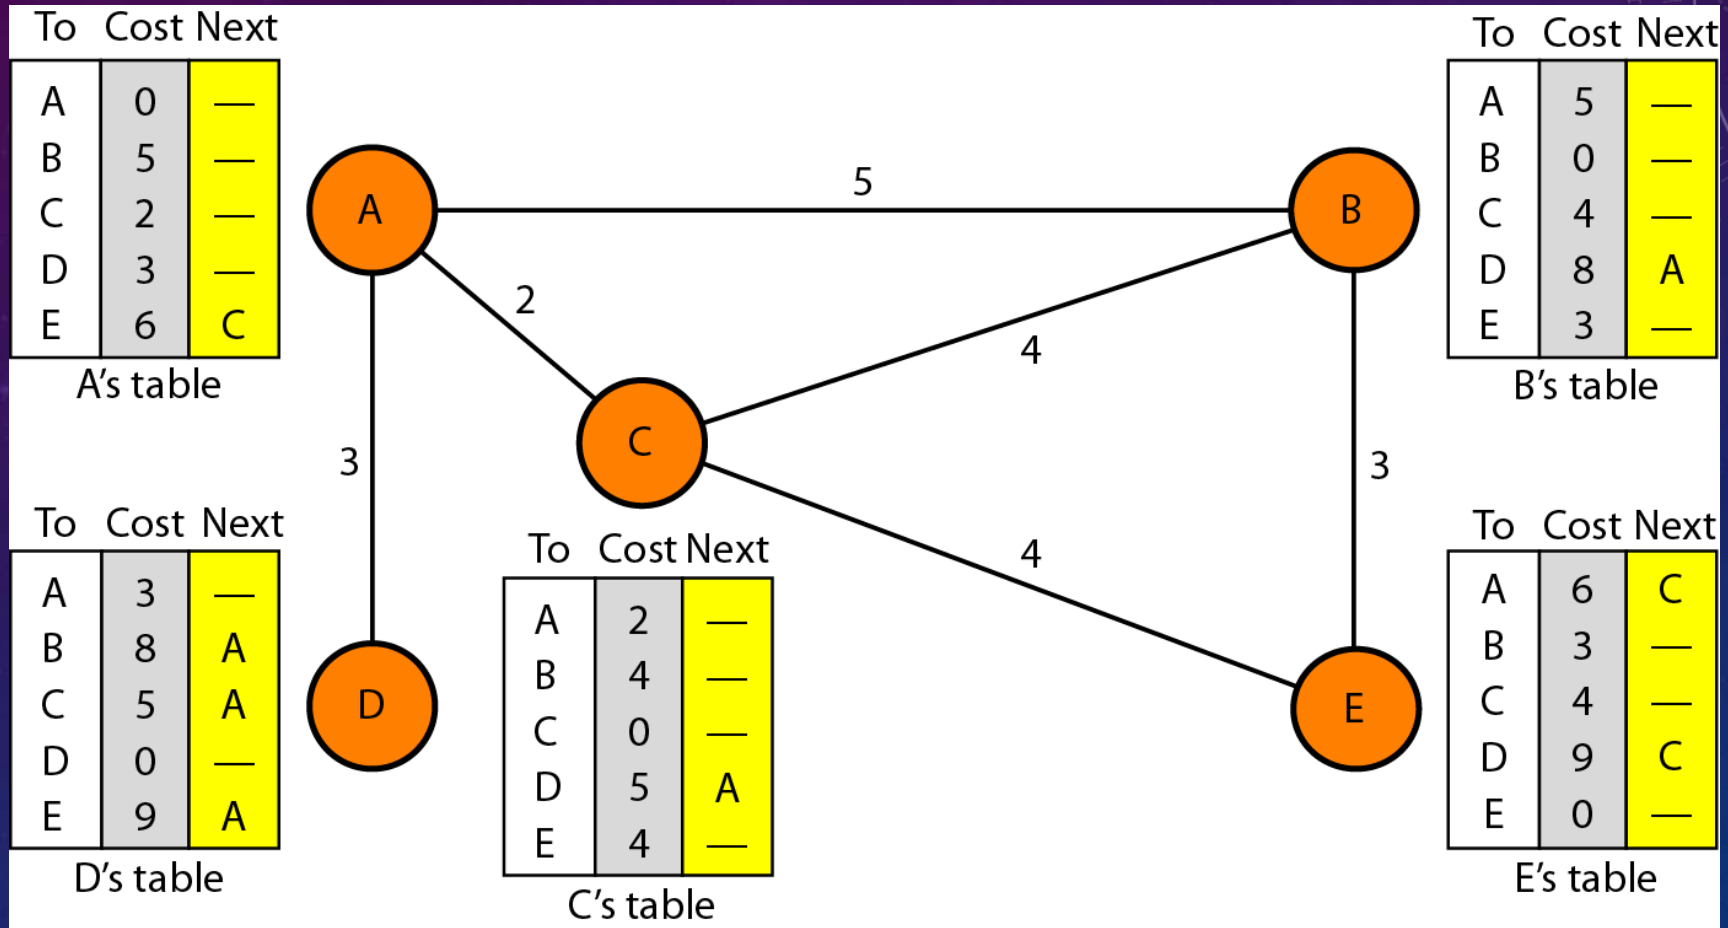 To Cost Next
A 0 —
B 5 —
C 2 —
D 3 —
E 6 C
A's table
To Cost Next
A 5 —
B 0 —
C 4 —
D 8 A
E 3 —
B's table
A
5
B
2
4
C
3
3
4
D
E
To Cost Next
A 3 —
B 8 A
C 5 A
D 0 —
E 9 A
D's table
To Cost Next
A 2 —
B 4 —
C 0 —
D 5 A
E 4 —
C's table
To Cost Next
A 6 C
B 3 —
C 4 —
D 9 C
E 0 —
E's table